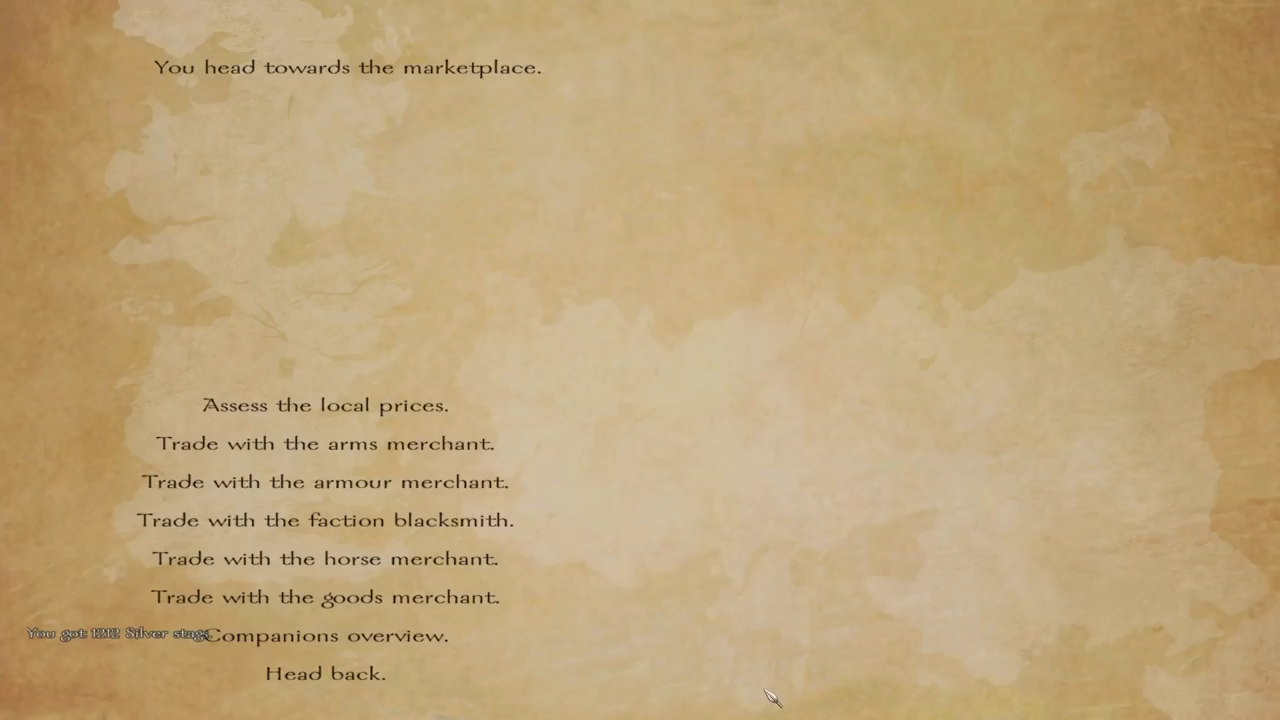 You head towards the marketplace.
Assess the local prices.
Trade with the arms merchant.
Trade with the armour merchant.
Trade with the faction blacksmith.
Trade with the horse merchant.
Trade with the goods merchant.
You got 1212 Silver stags.
Companions overview.
Head back.